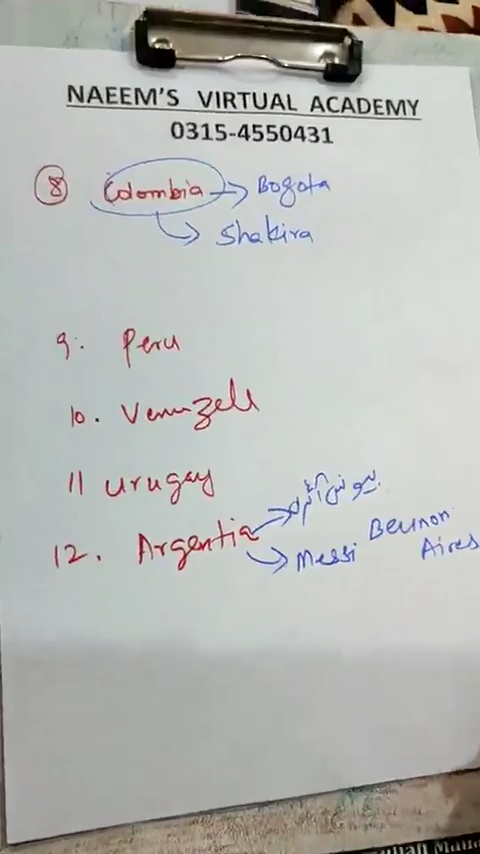 NAEEM'S VIRTUAL ACADEMY
0315-4550431
8 Colombia → Bogota
→ Shakira
9. Peru
10. Venuzela
11 Urugay
12. Argentia → بیونس آئرس
→ Messi Beunon Aires